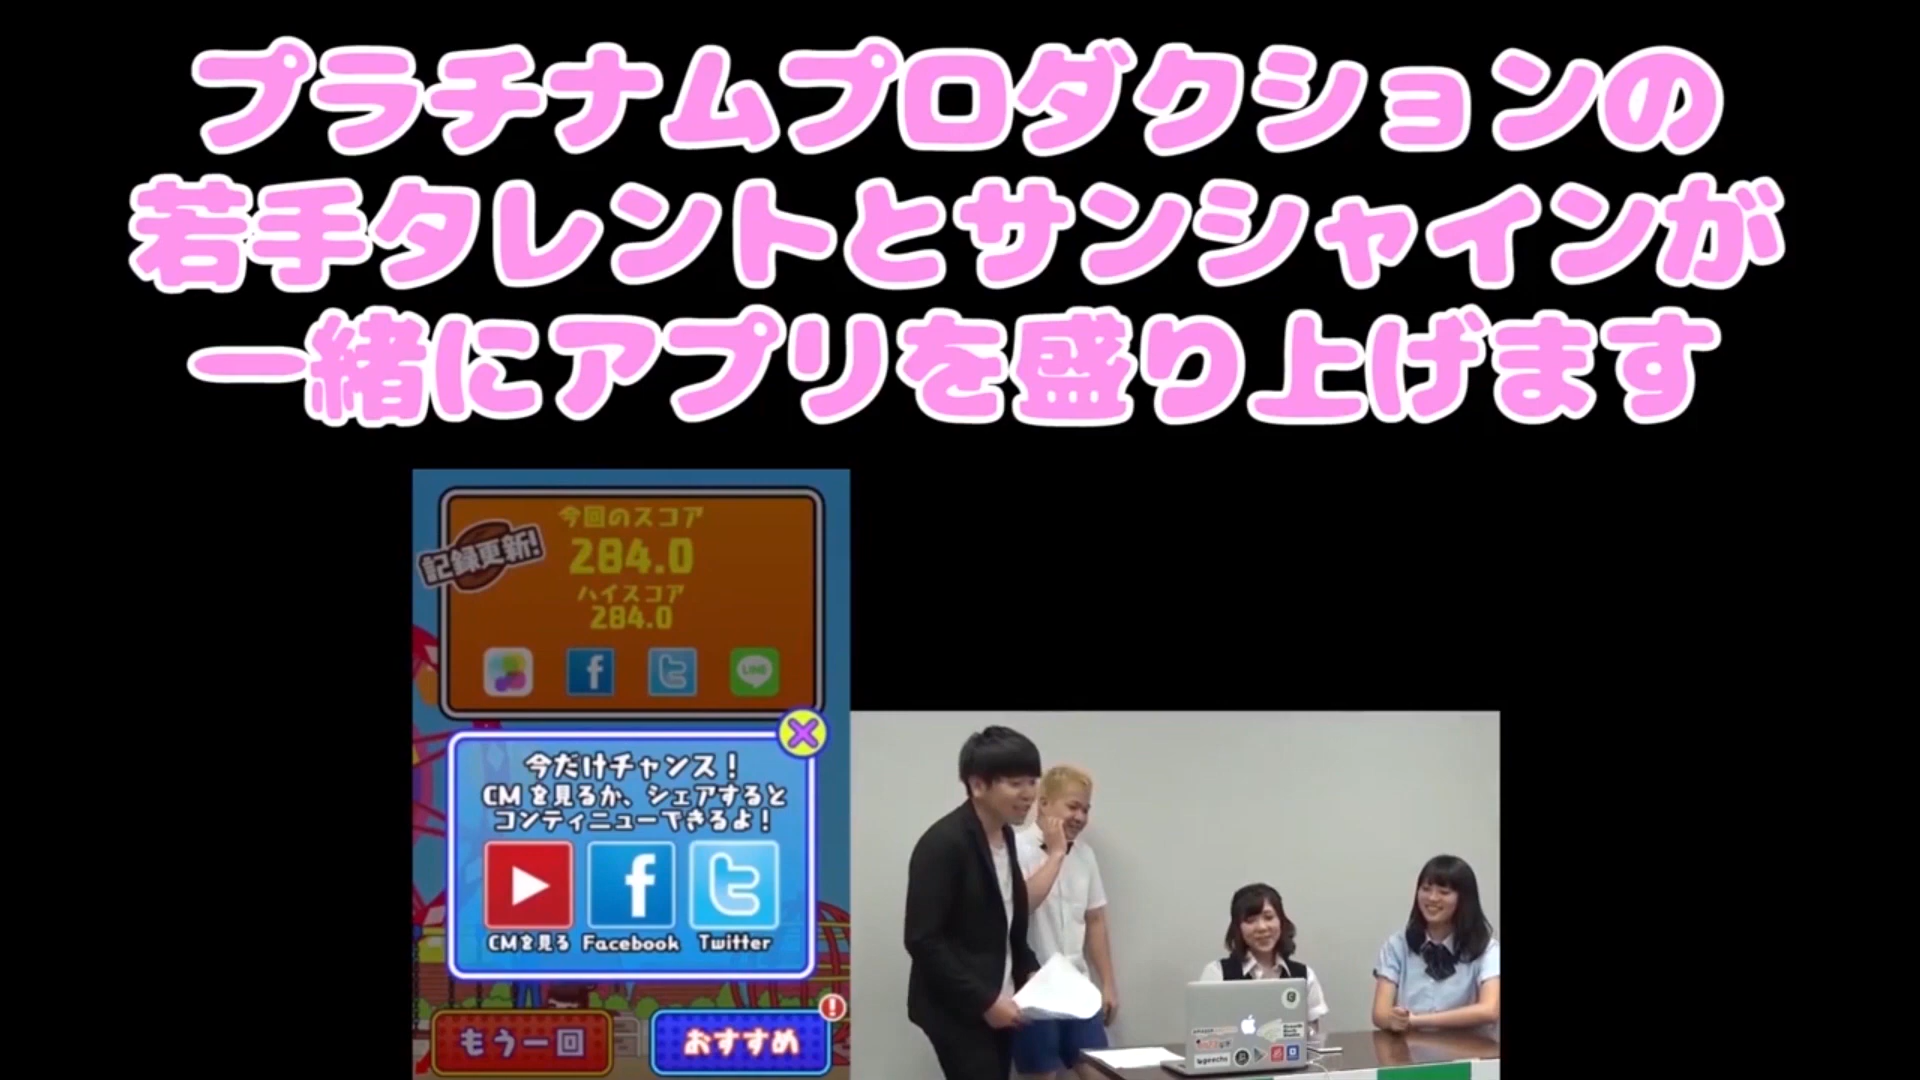 プラチナムプロダクションの
若手タレントとサンシャインが
一緒にアプリを盛り上げます
今回のスコア
記録更新!
284.0
ハイスコア
284.0
LINE
今だけチャンス!
CMを見るか、シェアすると
コンティニューできるよ!
CMを見る Facebook Twitter
もう一回
おすすめ